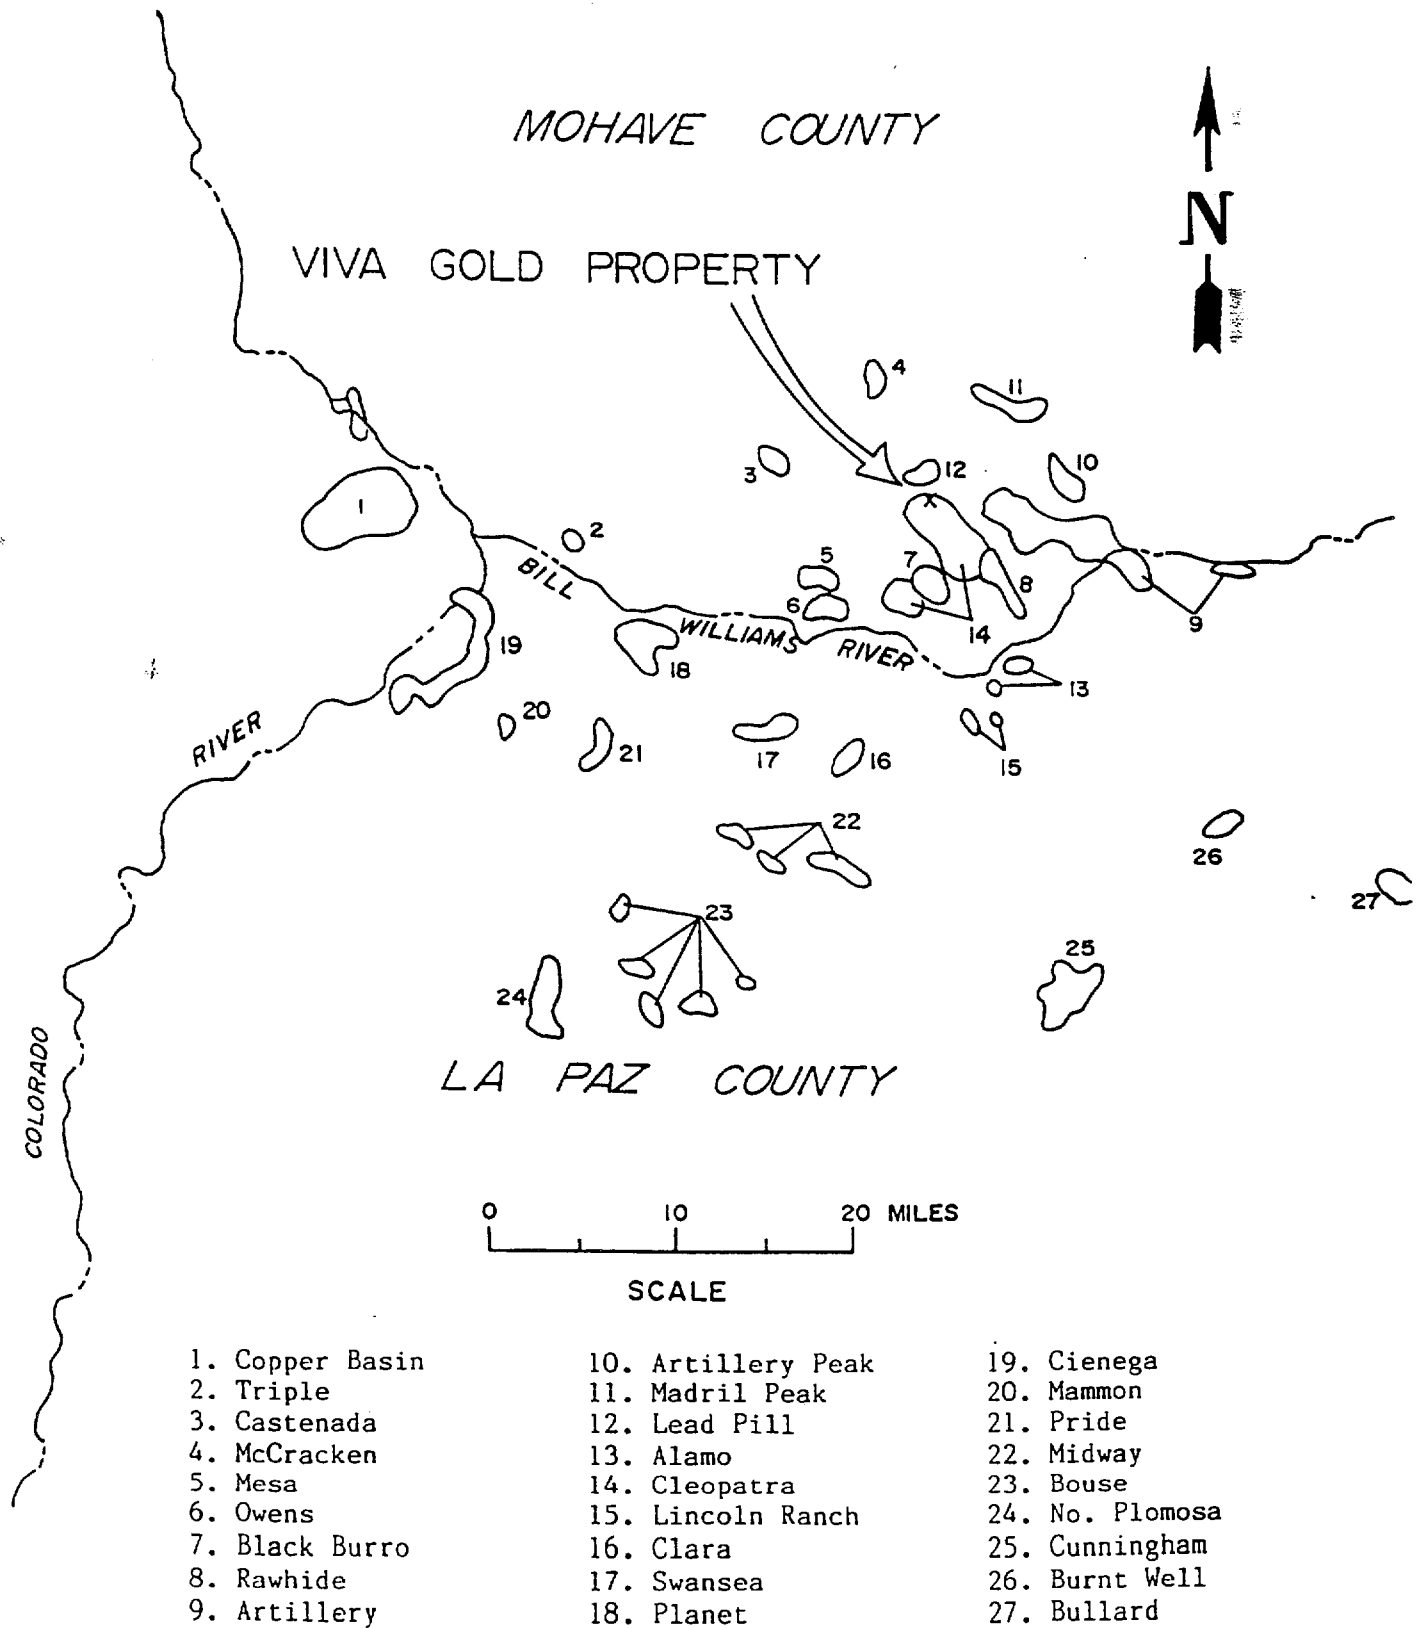 MOHAVE COUNTY
N
VIVA GOLD PROPERTY
4
11
3
12
10
1
2
5
7
8
BILL
6
14
9
WILLIAMS
RIVER
19
18
13
20
RIVER
21
17
16
15
22
26
27
23
25
24
COLORADO
LA PAZ COUNTY
0 10 20 MILES
SCALE
1. Copper Basin
2. Triple
3. Castenada
4. McCracken
5. Mesa
6. Owens
7. Black Burro
8. Rawhide
9. Artillery
10. Artillery Peak
11. Madril Peak
12. Lead Pill
13. Alamo
14. Cleopatra
15. Lincoln Ranch
16. Clara
17. Swansea
18. Planet
19. Cienega
20. Mammon
21. Pride
22. Midway
23. Bouse
24. No. Plomosa
25. Cunningham
26. Burnt Well
27. Bullard